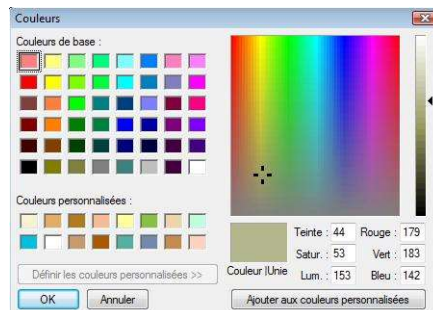 Couleurs
Couleurs de base :
Couleurs personnalisées :
Définir les couleurs personnalisées >>
OK
Annuler
Couleur |Unie
Teinte : 44 Rouge : 179
Satur. : 53 Vert : 183
Lum. : 153 Bleu : 142
Ajouter aux couleurs personnalisées